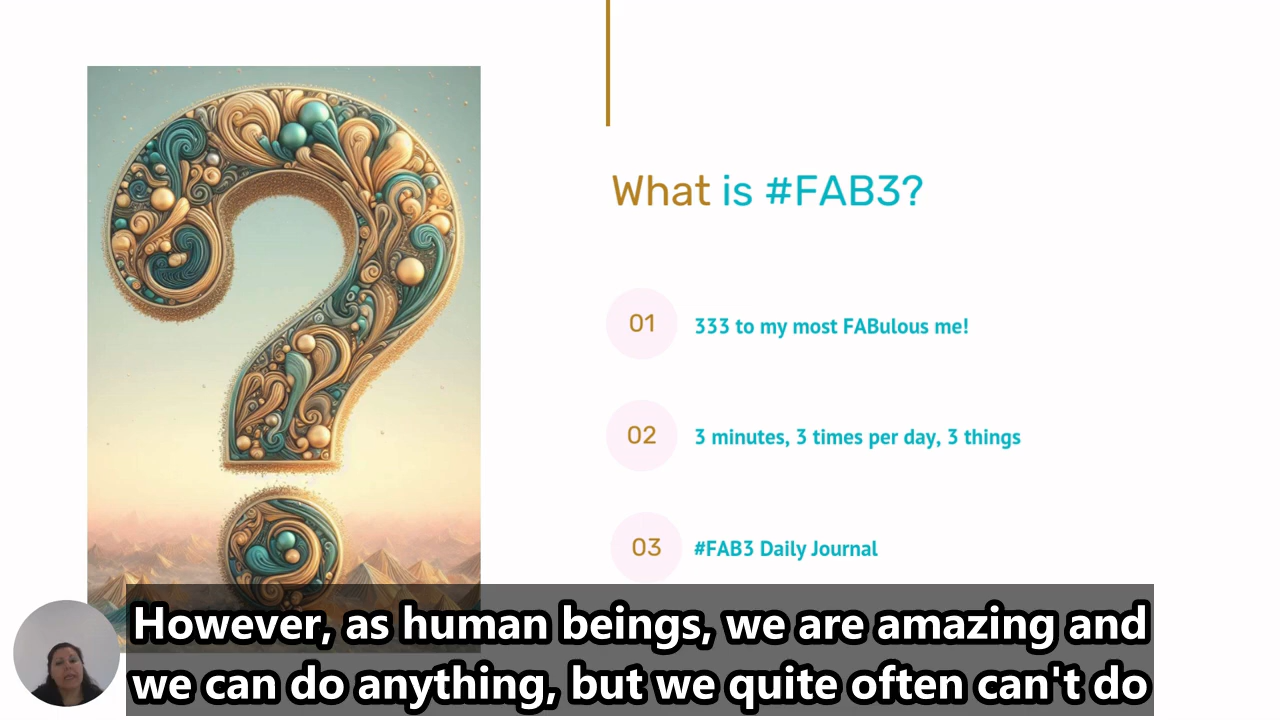 What is #FAB3?
01
333 to my most FABulous me!
02
3 minutes, 3 times per day, 3 things
03
#FAB3 Daily Journal
However, as human beings, we are amazing and
we can do anything, but we quite often can't do